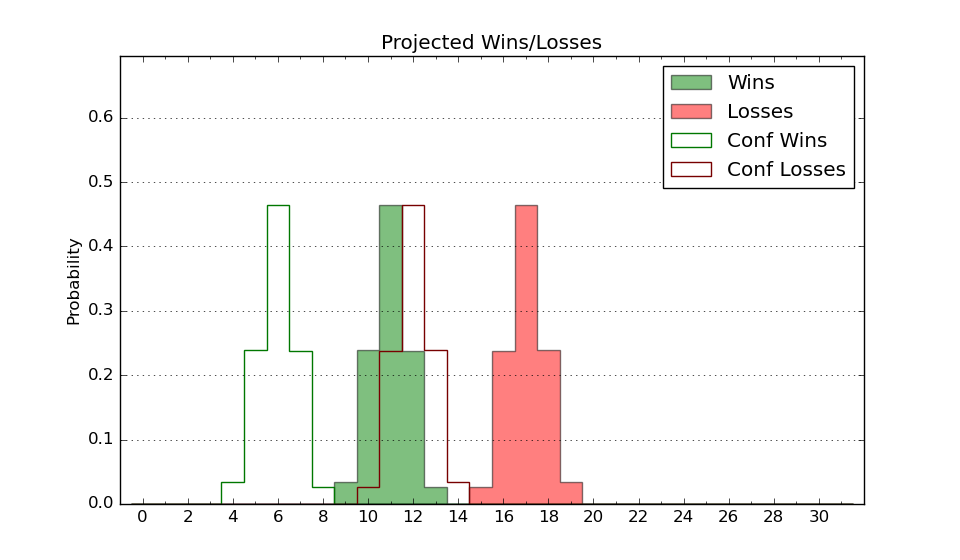 Projected Wins/Losses
Wins
Losses
Conf Wins
Conf Losses
Probability
0.6
0.5
0.4
0.3
0.2
0.1
0.0
0 2 4 6 8 10 12 14 16 18 20 22 24 26 28 30